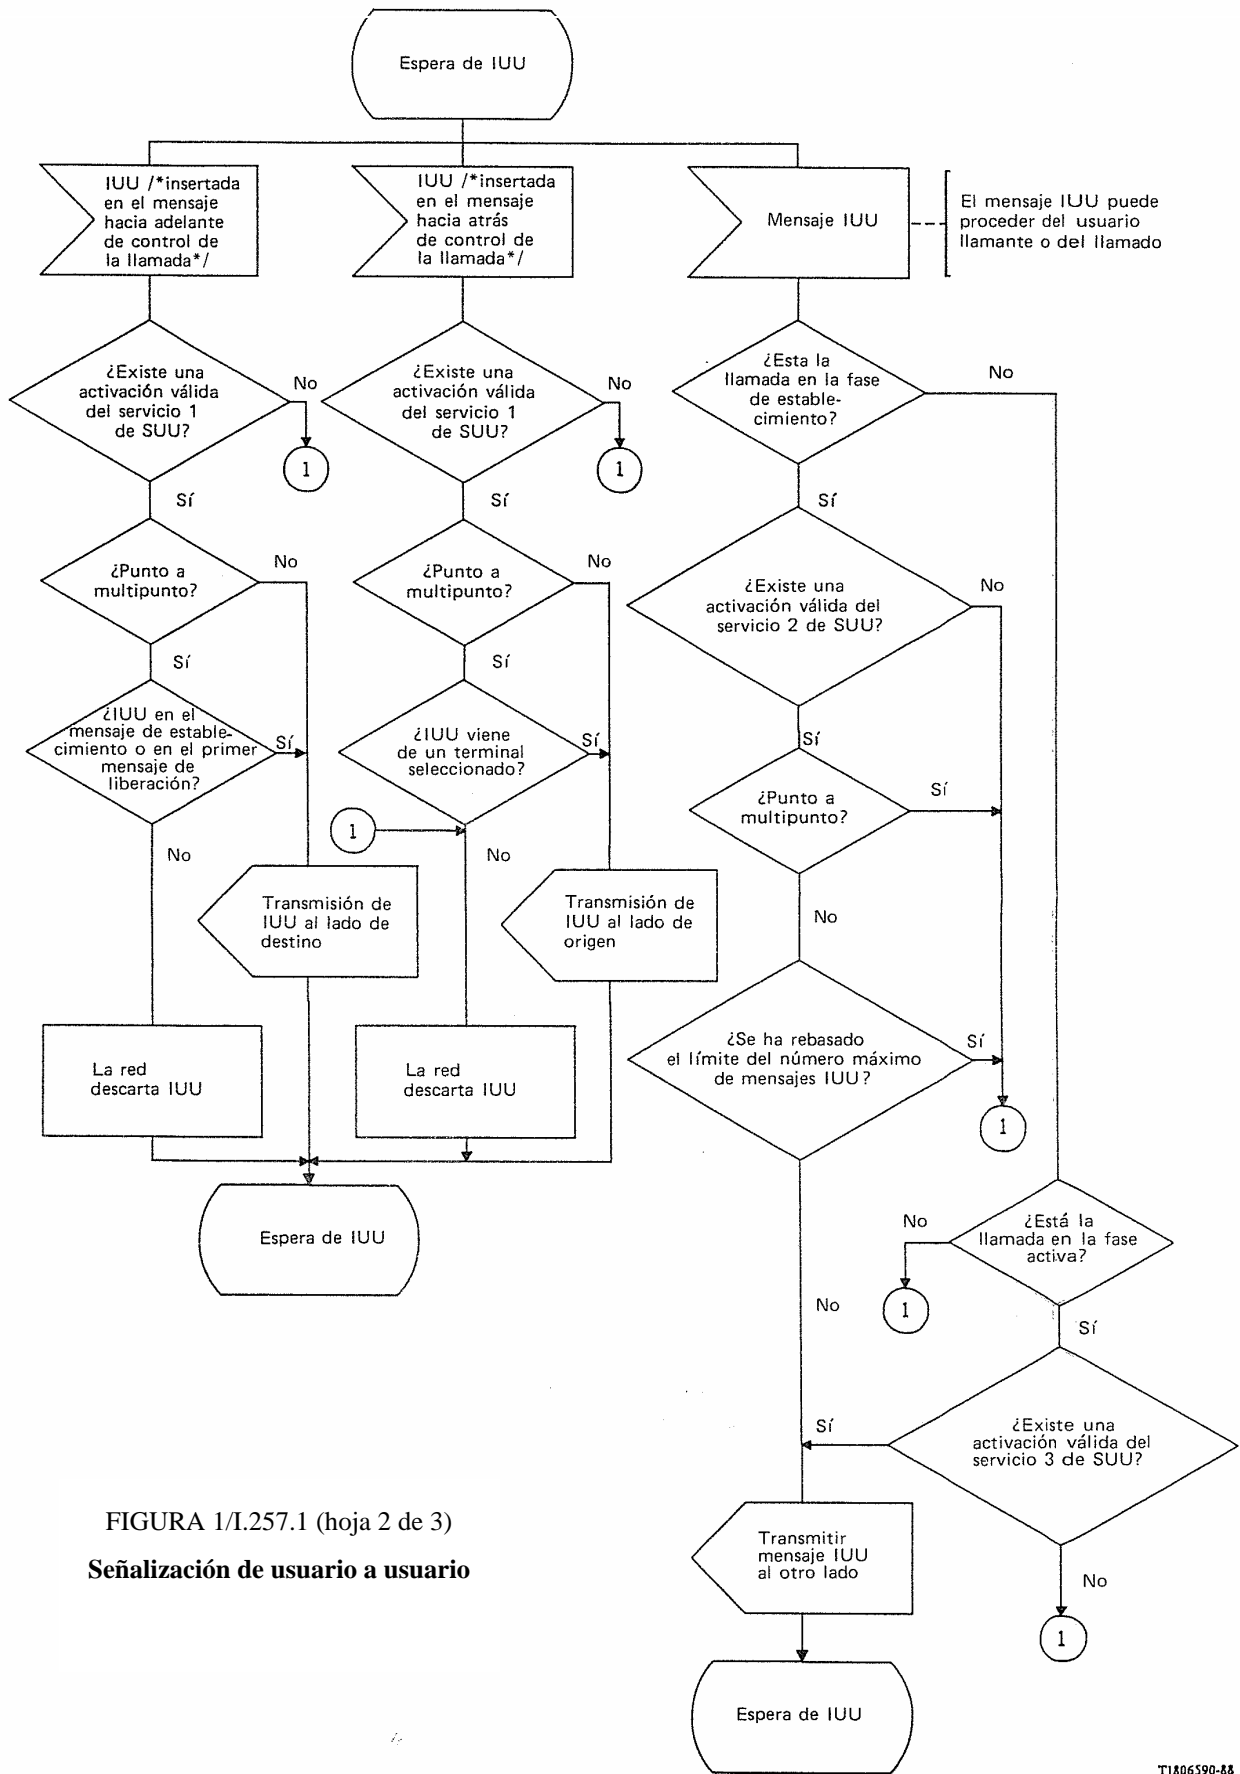 Espera de IUU
IUU /*insertada
en el mensaje
hacia adelante
de control de
la llamada*/
IUU /*insertada
en el mensaje
hacia atrás
de control de
la llamada*/
Mensaje IUU
El mensaje IUU puede
proceder del usuario
llamante o del llamado
¿Existe una
activación válida
del servicio 1
de SUU?
No
1
Sí
¿Existe una
activación válida
del servicio 1
de SUU?
No
1
Sí
¿Esta la
llamada en la fase
de estable-
cimiento?
No
Sí
¿Punto a
multipunto?
No
Sí
¿Punto a
multipunto?
No
Sí
¿Existe una
activación válida del
servicio 2 de SUU?
No
Sí
¿IUU en el
mensaje de estable-
cimiento o en el primer
mensaje de
liberación?
Sí
No
¿IUU viene
de un terminal
seleccionado?
Sí
1
No
¿Punto a
multipunto?
Sí
No
Transmisión de
IUU al lado de
destino
Transmisión de
IUU al lado de
origen
La red
descarta IUU
La red
descarta IUU
¿Se ha rebasado
el límite del número máximo
de mensajes IUU?
Sí
1
No
Espera de IUU
¿Está la
llamada en la fase
activa?
No
1
Sí
¿Existe una
activación válida del
servicio 3 de SUU?
Sí
No
1
Transmitir
mensaje IUU
al otro lado
Espera de IUU
FIGURA 1/I.257.1 (hoja 2 de 3)
Señalización de usuario a usuario
T1806590-88